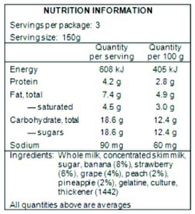 NUTRITION INFORMATION
Servings per package: 3
Serving size: 150g
Quantity per serving Quantity per 100 g
Energy 608 kJ 405 kJ
Protein 4.2 g 2.8 g
Fat, total 7.4 g 4.9 g
— saturated 4.5 g 3.0 g
Carbohydrate, total 18.6 g 12.4 g
— sugars 18.6 g 12.4 g
Sodium 90 mg 60 mg
Ingredients: Whole milk, concentrated skim milk,
sugar, banana (8%), strawberry
(6%), grape (4%), peach (2%),
pineapple (2%), gelatine, culture,
thickener (1442)
All quantities above are averages